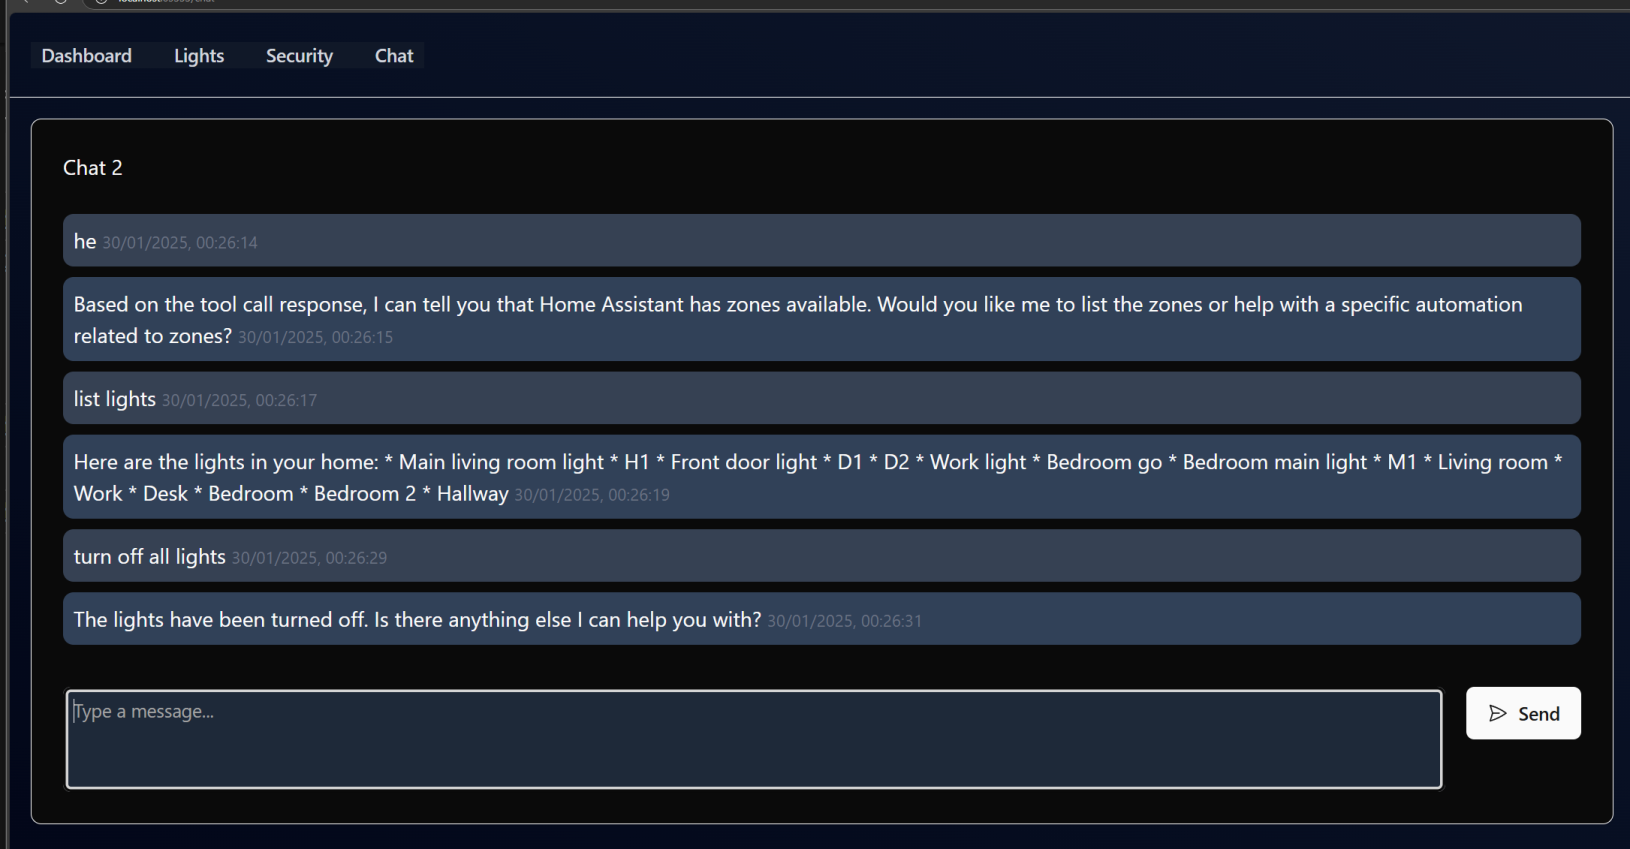 Dashboard Lights Security Chat
Chat 2
he 30/01/2025, 00:26:14
Based on the tool call response, I can tell you that Home Assistant has zones available. Would you like me to list the zones or help with a specific automation
related to zones? 30/01/2025, 00:26:15
list lights 30/01/2025, 00:26:17
Here are the lights in your home: * Main living room light * H1 * Front door light * D1 * D2 * Work light * Bedroom go * Bedroom main light * M1 * Living room *
Work * Desk * Bedroom * Bedroom 2 * Hallway 30/01/2025, 00:26:19
turn off all lights 30/01/2025, 00:26:29
The lights have been turned off. Is there anything else I can help you with? 30/01/2025, 00:26:31
Type a message...
Send